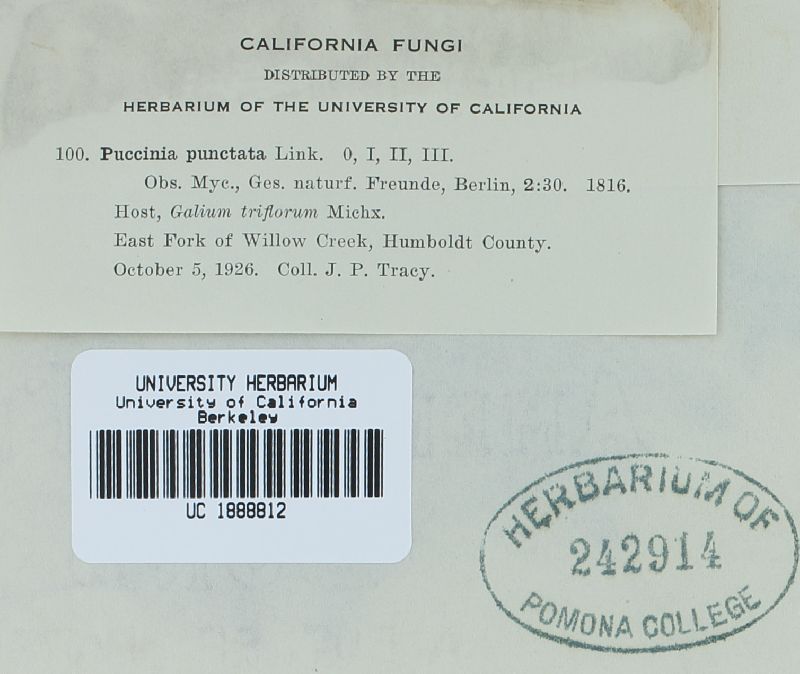 CALIFORNIA FUNGI
DISTRIBUTED BY THE
HERBARIUM OF THE UNIVERSITY OF CALIFORNIA
100. Puccinia punctata Link. 0, I, II, III.
Obs. Myc., Ges. naturf. Freunde, Berlin, 2:30. 1816.
Host, Galium triflorum Michx.
East Fork of Willow Creek, Humboldt County.
October 5, 1926. Coll. J. P. Tracy.
UNIVERSITY HERBARIUM
University of California
Berkeley
UC 1888812
HERBARIUM OF
242914
POMONA COLLEGE